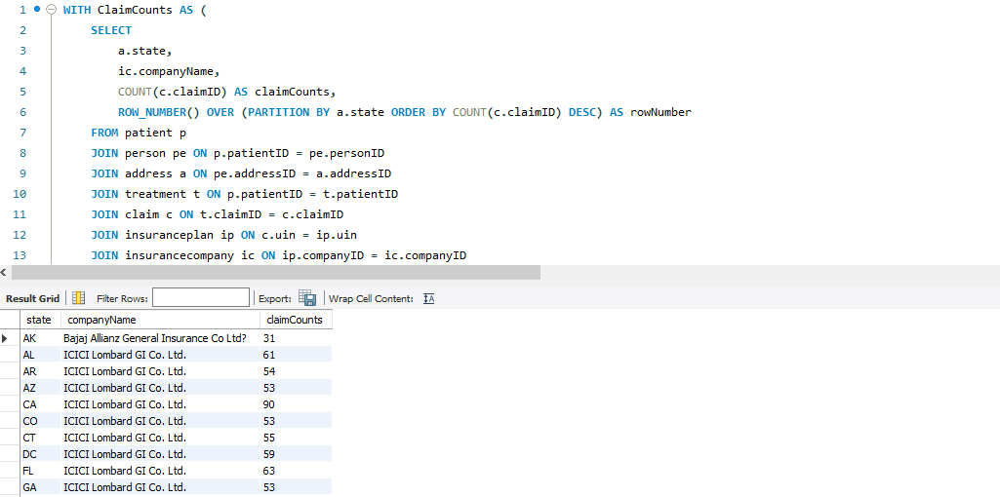 1 WITH ClaimCounts AS (
2 SELECT
3 a.state,
4 ic.companyName,
5 COUNT(c.claimID) AS claimCounts,
6 ROW_NUMBER() OVER (PARTITION BY a.state ORDER BY COUNT(c.claimID) DESC) AS rowNumber
7 FROM patient p
8 JOIN person pe ON p.patientID = pe.personID
9 JOIN address a ON pe.addressID = a.addressID
10 JOIN treatment t ON p.patientID = t.patientID
11 JOIN claim c ON t.claimID = c.claimID
12 JOIN insuranceplan ip ON c.uin = ip.uin
13 JOIN insurancecompany ic ON ip.companyID = ic.companyID
Result Grid Filter Rows: Export: Wrap Cell Content:
state companyName claimCounts
AK Bajaj Allianz General Insurance Co Ltd? 31
AL ICICI Lombard GI Co. Ltd. 61
AR ICICI Lombard GI Co. Ltd. 54
AZ ICICI Lombard GI Co. Ltd. 53
CA ICICI Lombard GI Co. Ltd. 90
CO ICICI Lombard GI Co. Ltd. 53
CT ICICI Lombard GI Co. Ltd. 55
DC ICICI Lombard GI Co. Ltd. 59
FL ICICI Lombard GI Co. Ltd. 63
GA ICICI Lombard GI Co. Ltd. 53